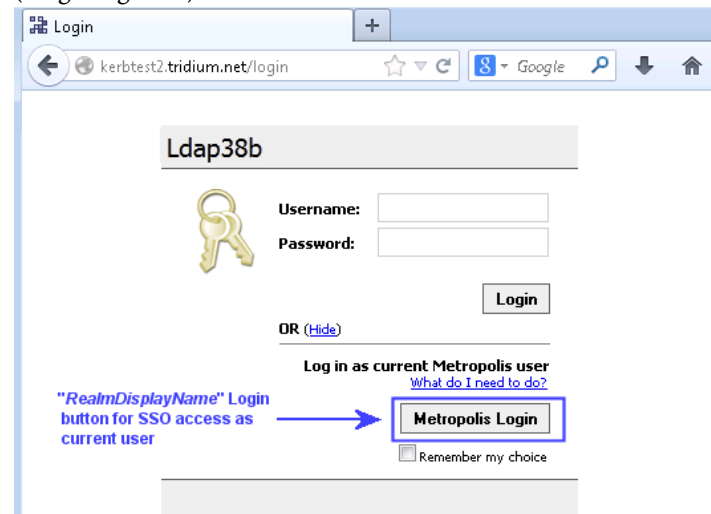 Login
+
kerbtest2.tridium.net/login
8 Google
Ldap38b
Username:
Password:
Login
OR (Hide)
Log in as current Metropolis user
What do I need to do?
"RealmDisplayName" Login
button for SSO access as
current user
Metropolis Login
Remember my choice